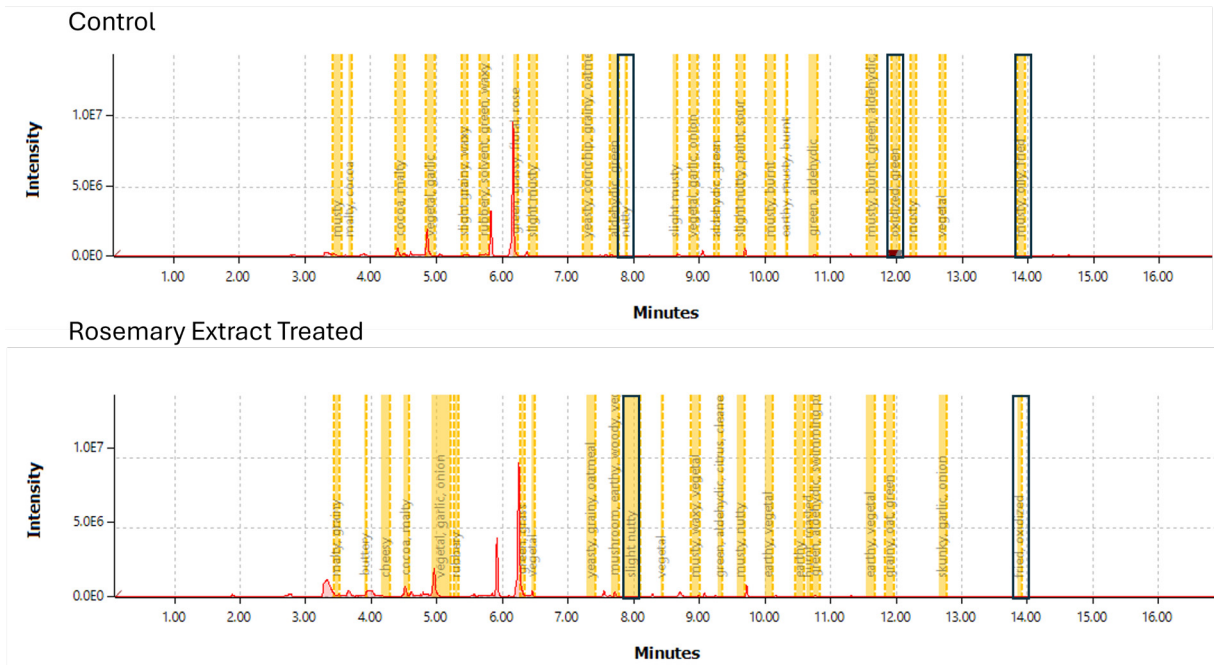 Control
Intensity
1.0E7
5.0E6
0.0E0
musty
malty, cocoa
cocoa, malty
vegetal, garlic
slight grainy, waxy
rubbery, solvent, green, waxy
green, grassy, floral, rose
slight musty
yeasty, cornchip, grainy, oatme
aldehydic, green
nutty
slight musty
vegetal, garlic, onion
aldehydic, green
slight nutty, paint, sour
musty, burnt
earthy, musty, burnt
green, aldehydic
musty, burnt, green, aldehydic,
oxidized, green
musty
vegetal
musty, oily, fried
1.00 2.00 3.00 4.00 5.00 6.00 7.00 8.00 9.00 10.00 11.00 12.00 13.00 14.00 15.00 16.00
Minutes
Rosemary Extract Treated
Intensity
1.0E7
5.0E6
0.0E0
malty, grainy
buttery
cheesy
cocoa, malty
vegetal, garlic, onion
rubbery
green, grass
vegetal
yeasty, grainy, oatmeal
mushroom, earthy, woody, veg
slight nutty
vegetal
musty, waxy, vegetal
green, aldehydic, citrus, cleane
musty, nutty
earthy, vegetal
earthy
green, aldehydic, swimming p
earthy, vegetal
grainy, oat, green
skunky, garlic, onion
fried, oxidized
1.00 2.00 3.00 4.00 5.00 6.00 7.00 8.00 9.00 10.00 11.00 12.00 13.00 14.00 15.00 16.00
Minutes